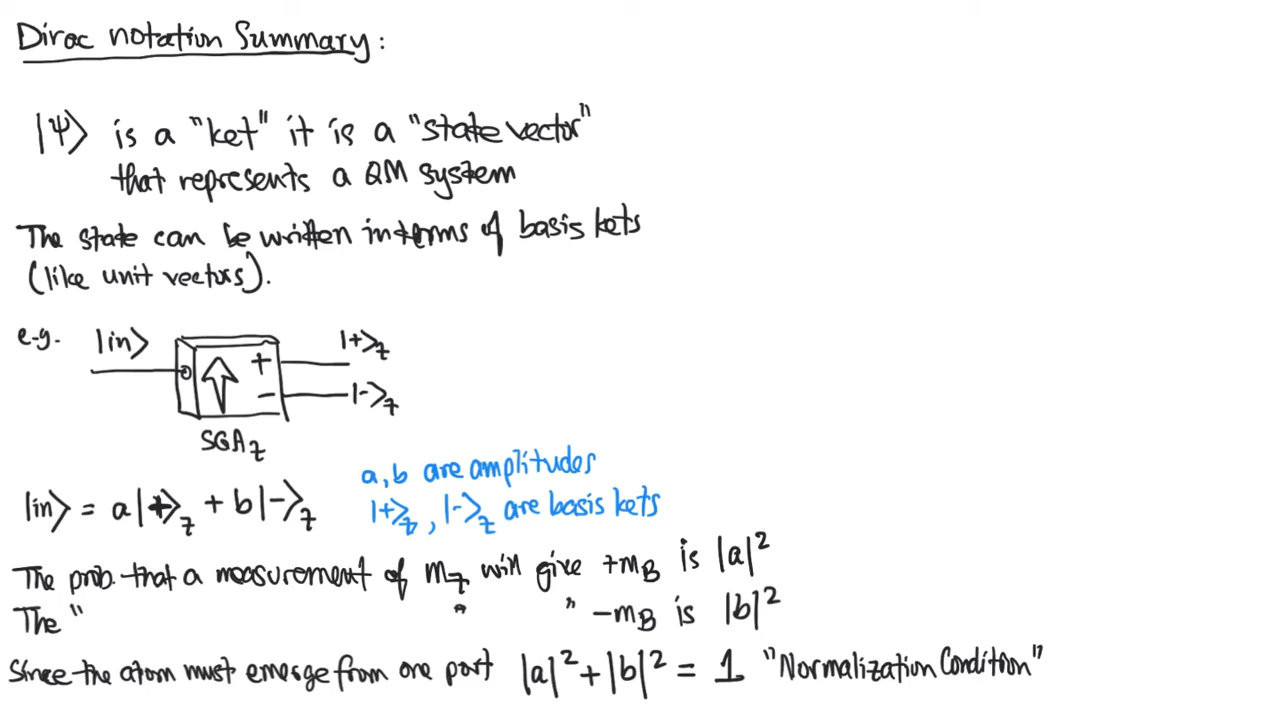 Dirac notation Summary:
|Ψ⟩ is a "ket" it is a "state vector"
that represents a QM system
The state can be written in terms of basis kets
(like unit vectors).
e.g. |in⟩ + − |+⟩z
|-⟩z
SGAz
a, b are amplitudes
|in⟩ = a|+⟩z + b|-⟩z |+⟩z, |-⟩z are basis kets
The prob. that a measurement of mz will give +mB is |a|²
The " " " -mB is |b|²
Since the atom must emerge from one port |a|² + |b|² = 1 "Normalization Condition"